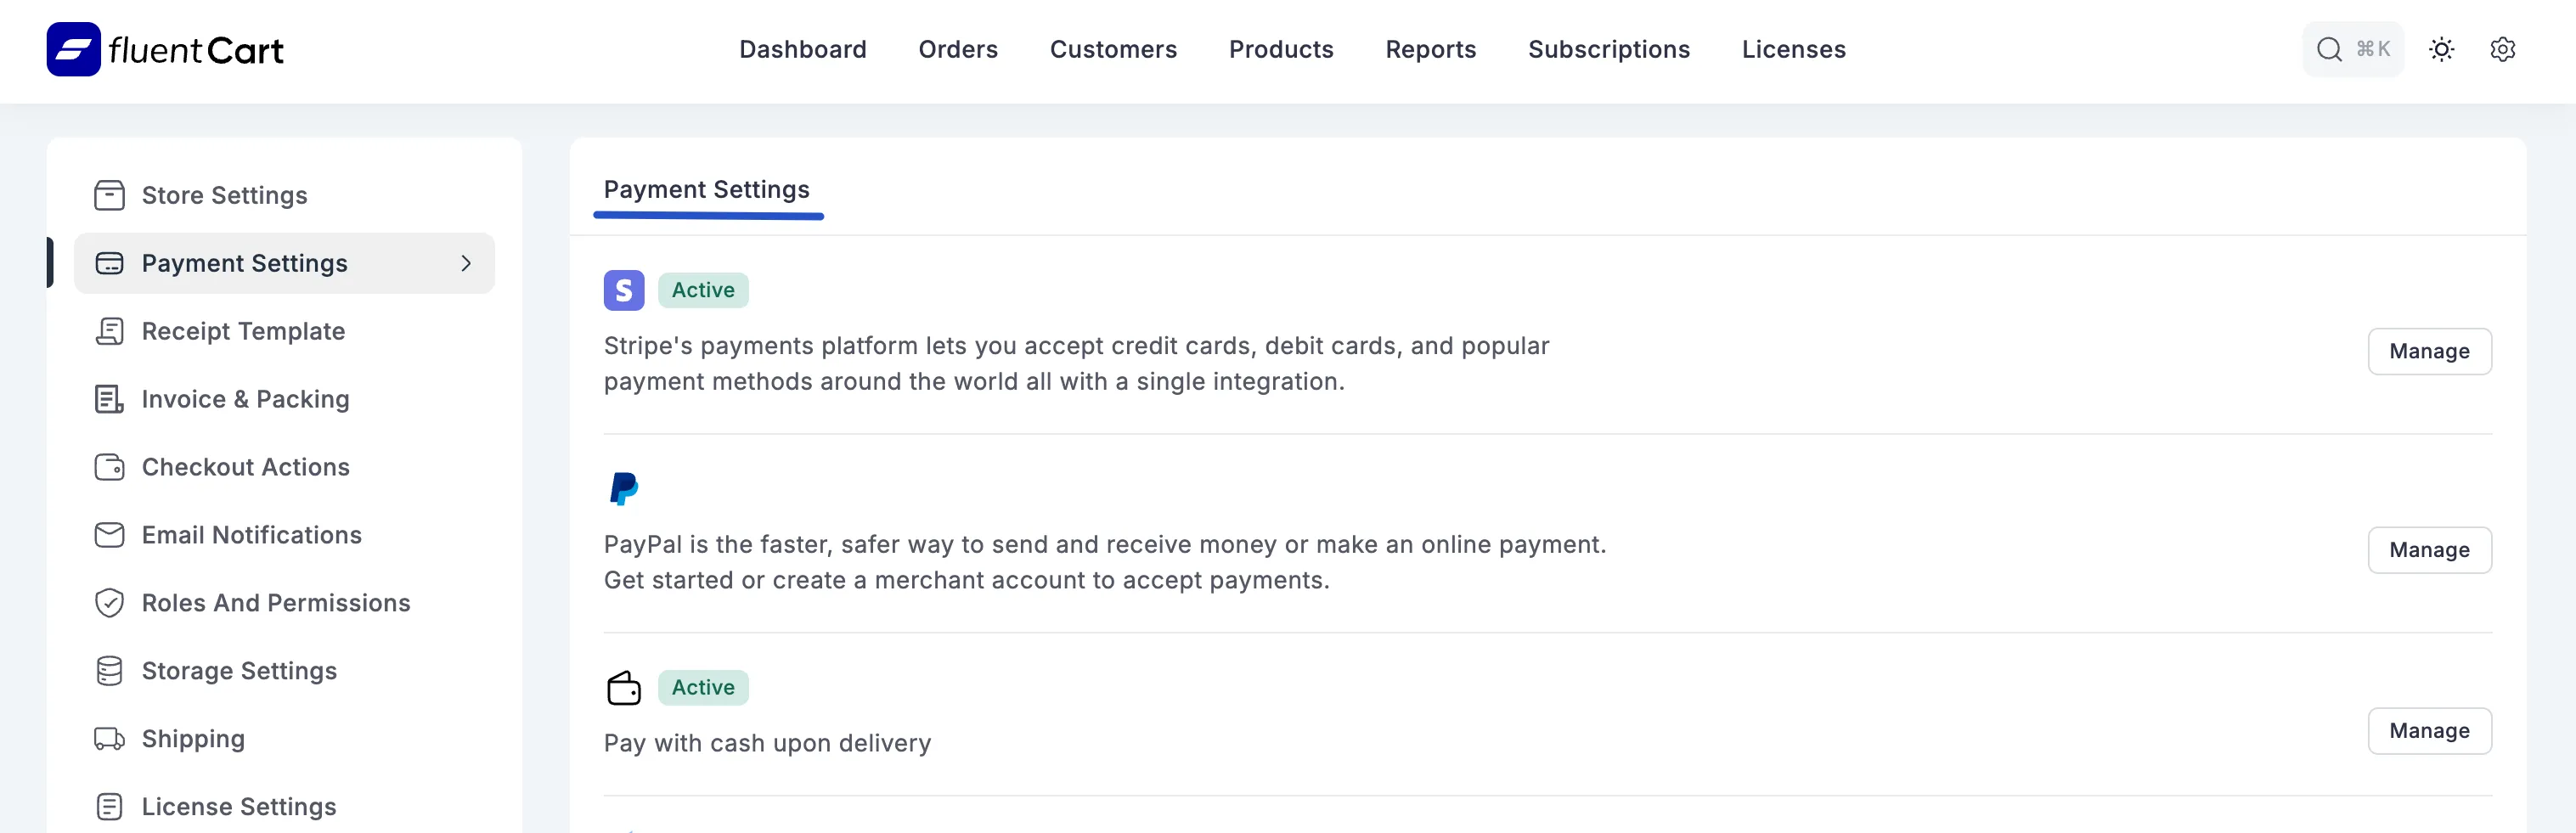 fluentCart
Dashboard
Orders
Customers
Products
Reports
Subscriptions
Licenses
⌘K
Store Settings
Payment Settings
Receipt Template
Invoice & Packing
Checkout Actions
Email Notifications
Roles And Permissions
Storage Settings
Shipping
License Settings
Payment Settings
S
Active
Stripe's payments platform lets you accept credit cards, debit cards, and popular
payment methods around the world all with a single integration.
Manage
PayPal is the faster, safer way to send and receive money or make an online payment.
Get started or create a merchant account to accept payments.
Manage
Active
Pay with cash upon delivery
Manage